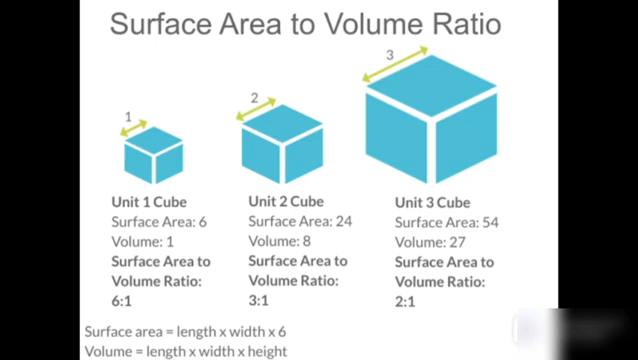 Surface Area to Volume Ratio
1
2
3
Unit 1 Cube
Surface Area: 6
Volume: 1
Surface Area to
Volume Ratio:
6:1
Unit 2 Cube
Surface Area: 24
Volume: 8
Surface Area to
Volume Ratio:
3:1
Unit 3 Cube
Surface Area: 54
Volume: 27
Surface Area to
Volume Ratio:
2:1
Surface area = length x width x 6
Volume = length x width x height